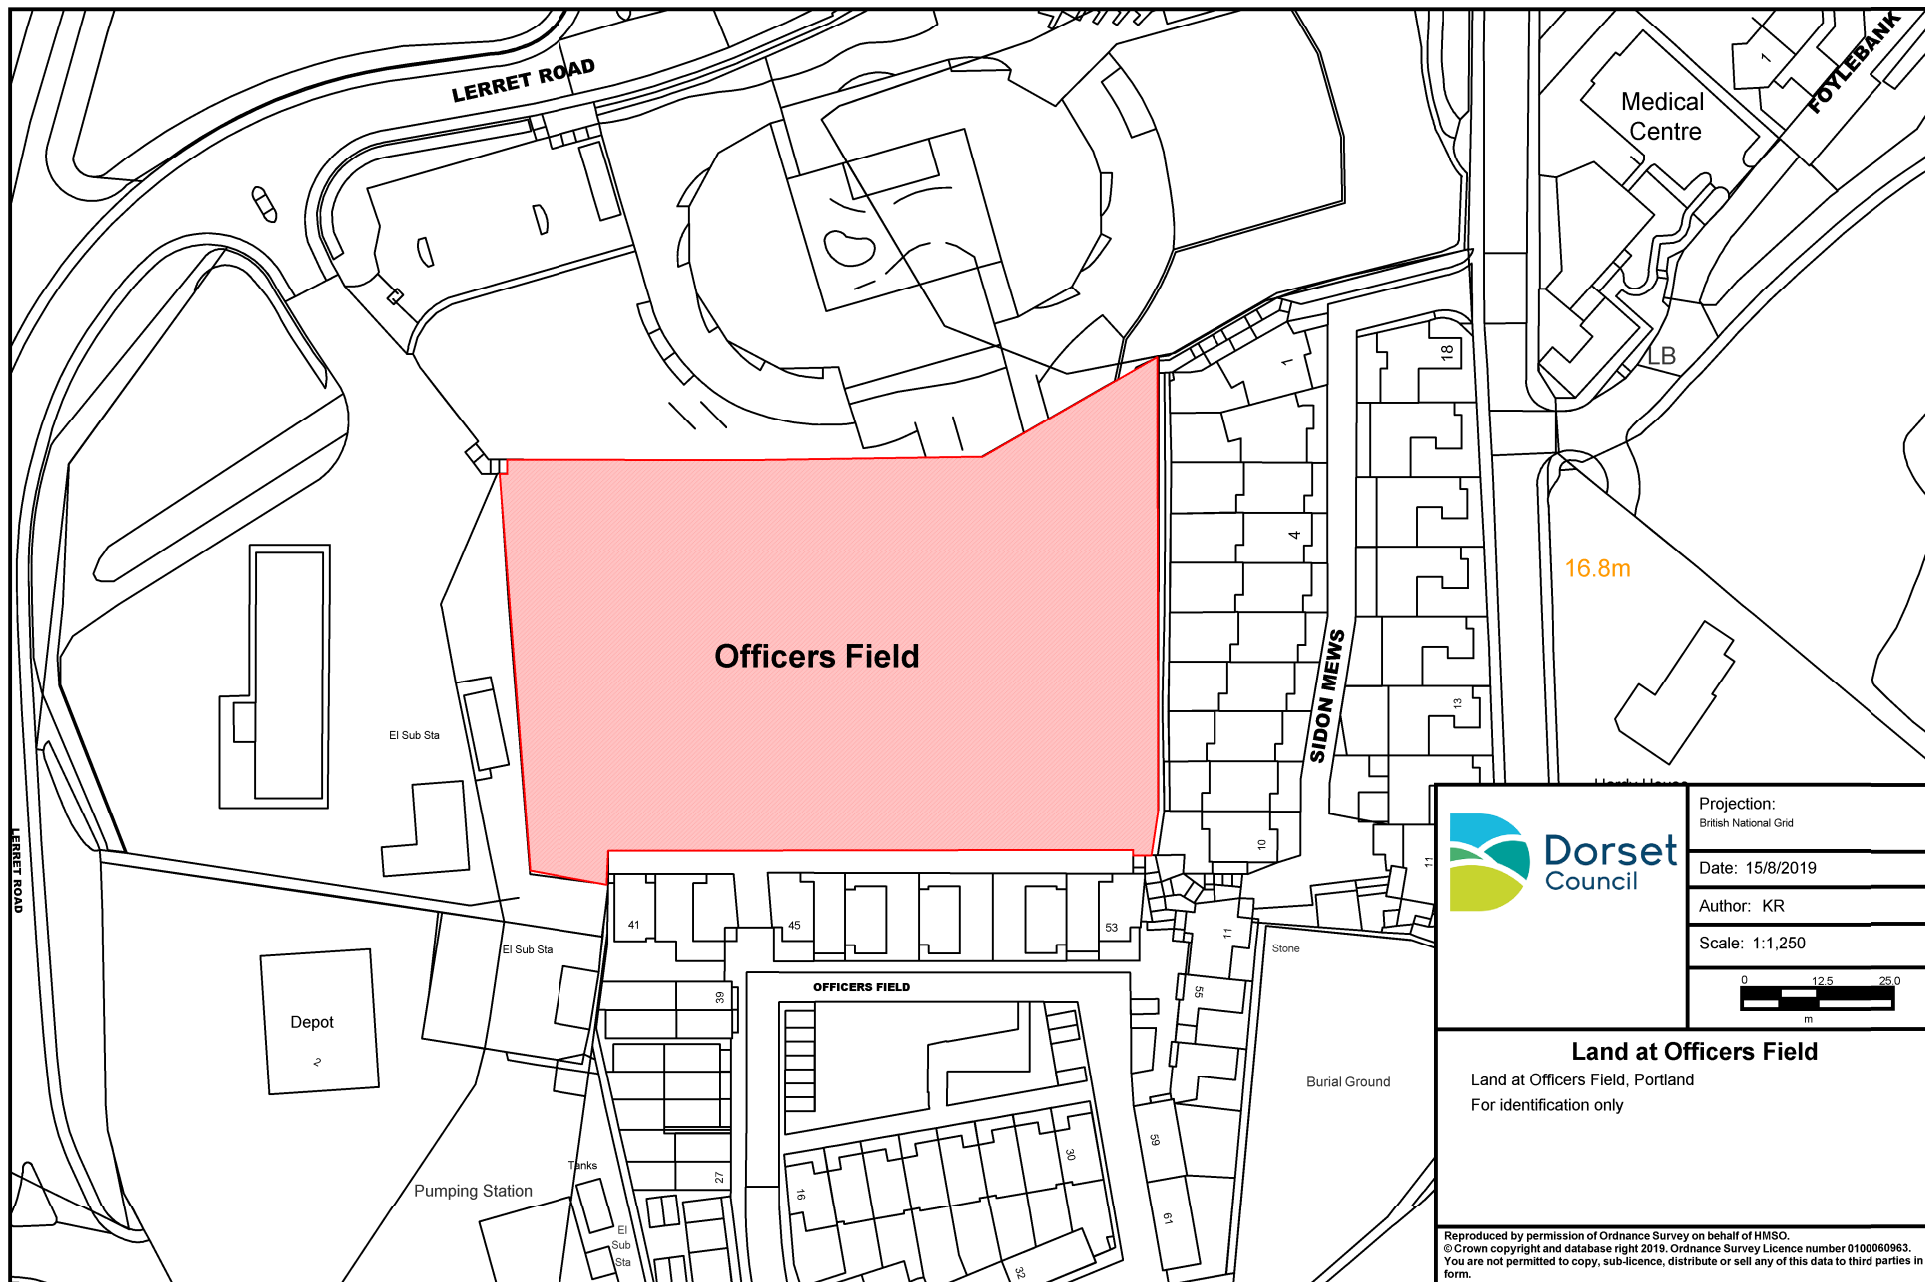 LERRET ROAD
FOYLEBANK
1
Medical
Centre
LB
18
1
4
16.8m
SIDON MEWS
13
Officers Field
El Sub Sta
LERRET ROAD
10
11
41
45
53
11
Stone
El Sub Sta
OFFICERS FIELD
39
55
Depot
2
Burial Ground
59
30
27
16
61
32
Tanks
Pumping Station
El
Sub
Sta
Dorset
Council
Projection:
British National Grid
Date: 15/8/2019
Author: KR
Scale: 1:1,250
0 12.5 25.0
m
Land at Officers Field
Land at Officers Field, Portland
For identification only
Reproduced by permission of Ordnance Survey on behalf of HMSO.
© Crown copyright and database right 2019. Ordnance Survey Licence number 0100060963.
You are not permitted to copy, sub-licence, distribute or sell any of this data to third parties in
form.